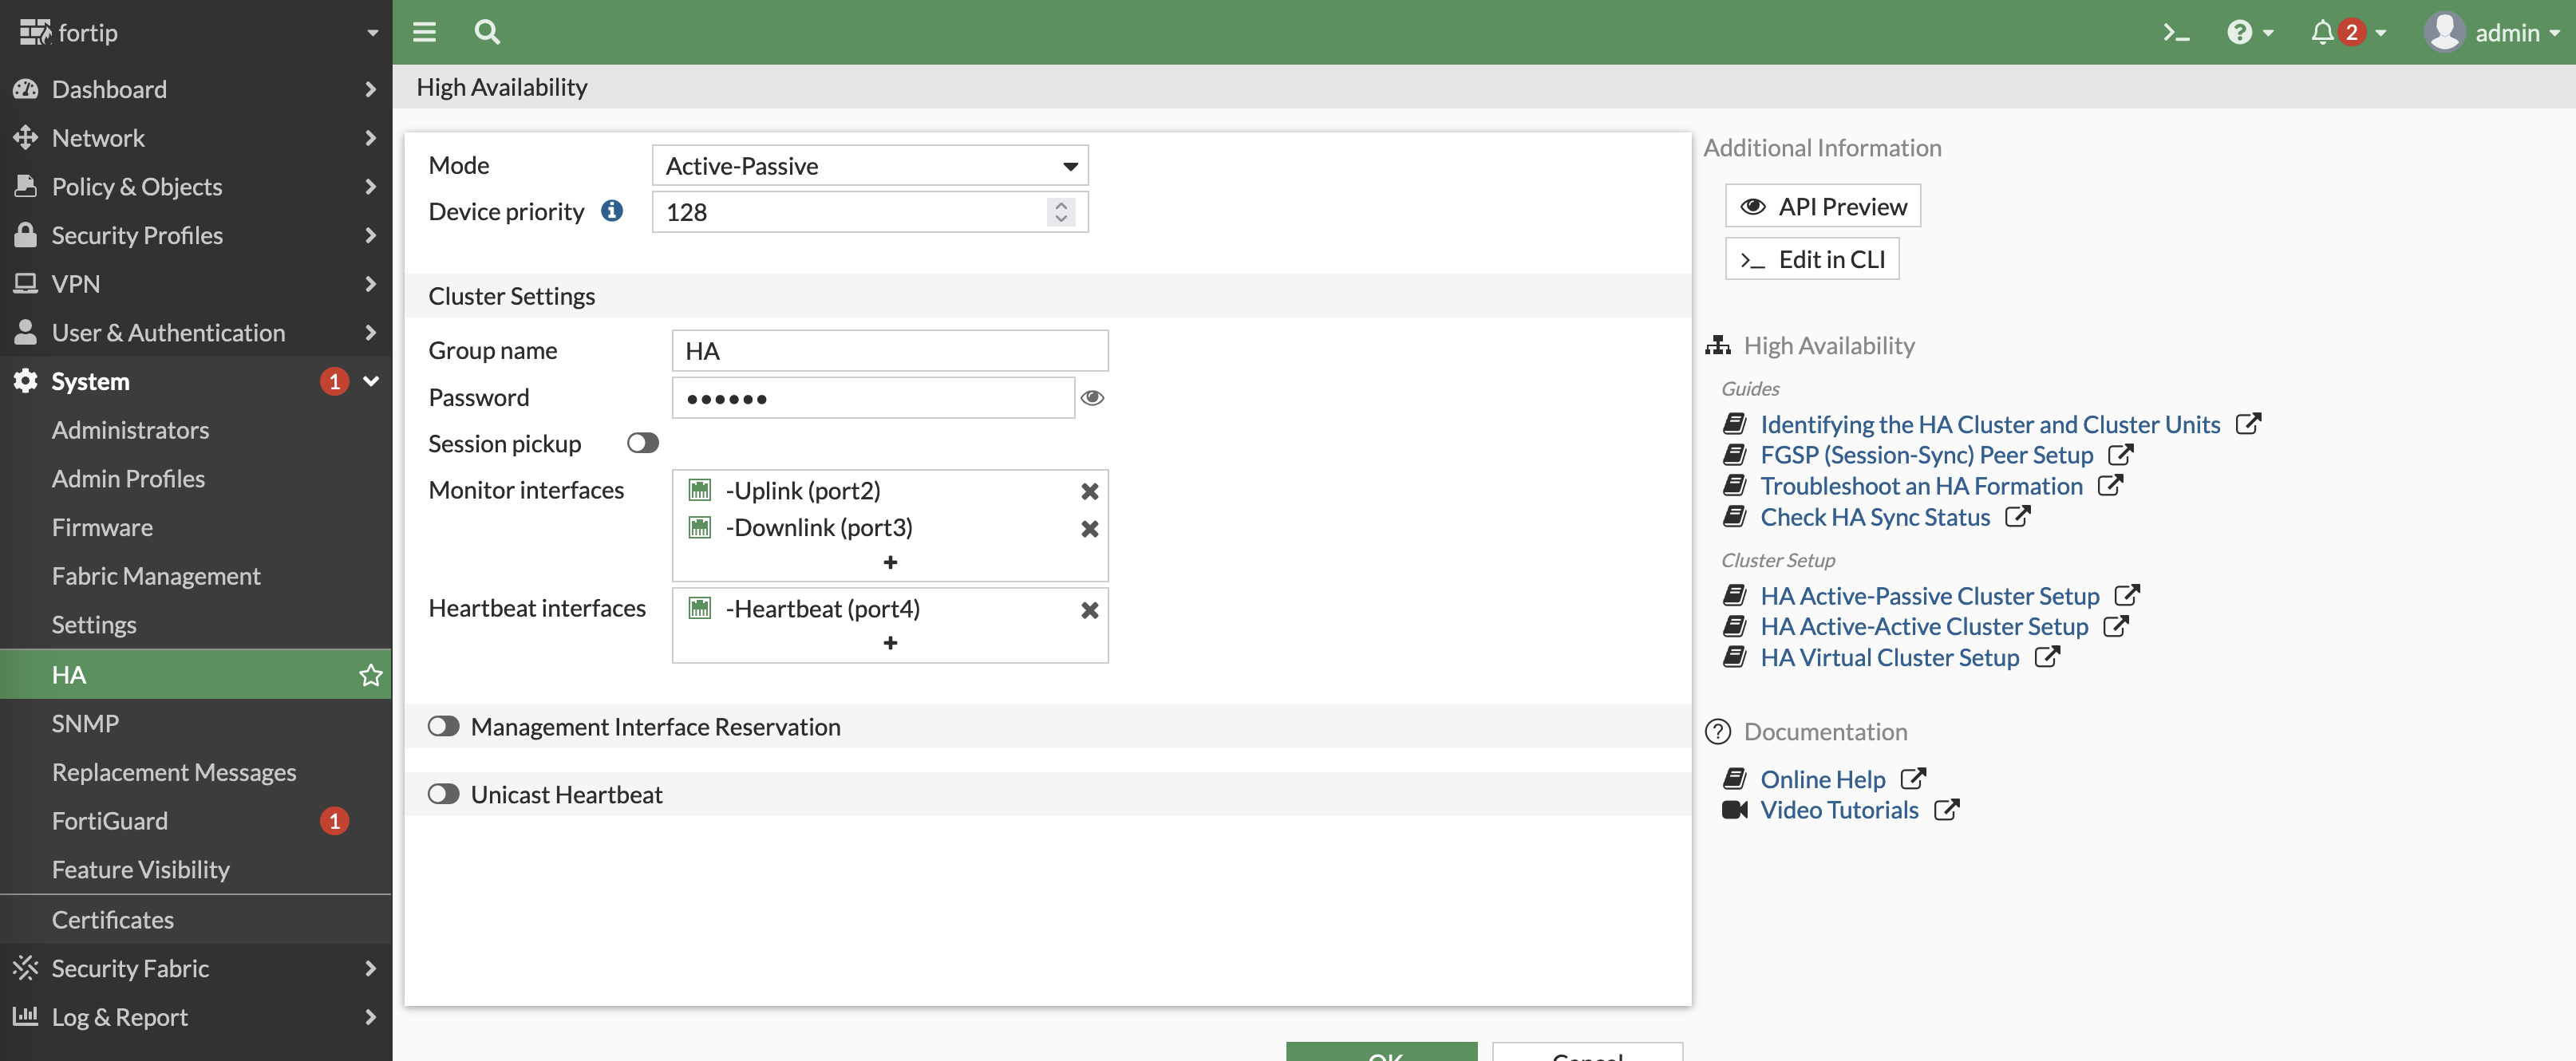 fortip
admin
2
Dashboard
Network
Policy & Objects
Security Profiles
VPN
User & Authentication
System
1
Administrators
Admin Profiles
Firmware
Fabric Management
Settings
HA
SNMP
Replacement Messages
FortiGuard
1
Feature Visibility
Certificates
Security Fabric
Log & Report
High Availability
Mode
Active-Passive
Device priority
128
Cluster Settings
Group name
HA
Password
••••••
Session pickup
Monitor interfaces
-Uplink (port2)
-Downlink (port3)
+
Heartbeat interfaces
-Heartbeat (port4)
+
Management Interface Reservation
Unicast Heartbeat
OK
Cancel
Additional Information
API Preview
>_ Edit in CLI
High Availability
Guides
Identifying the HA Cluster and Cluster Units
FGSP (Session-Sync) Peer Setup
Troubleshoot an HA Formation
Check HA Sync Status
Cluster Setup
HA Active-Passive Cluster Setup
HA Active-Active Cluster Setup
HA Virtual Cluster Setup
Documentation
Online Help
Video Tutorials